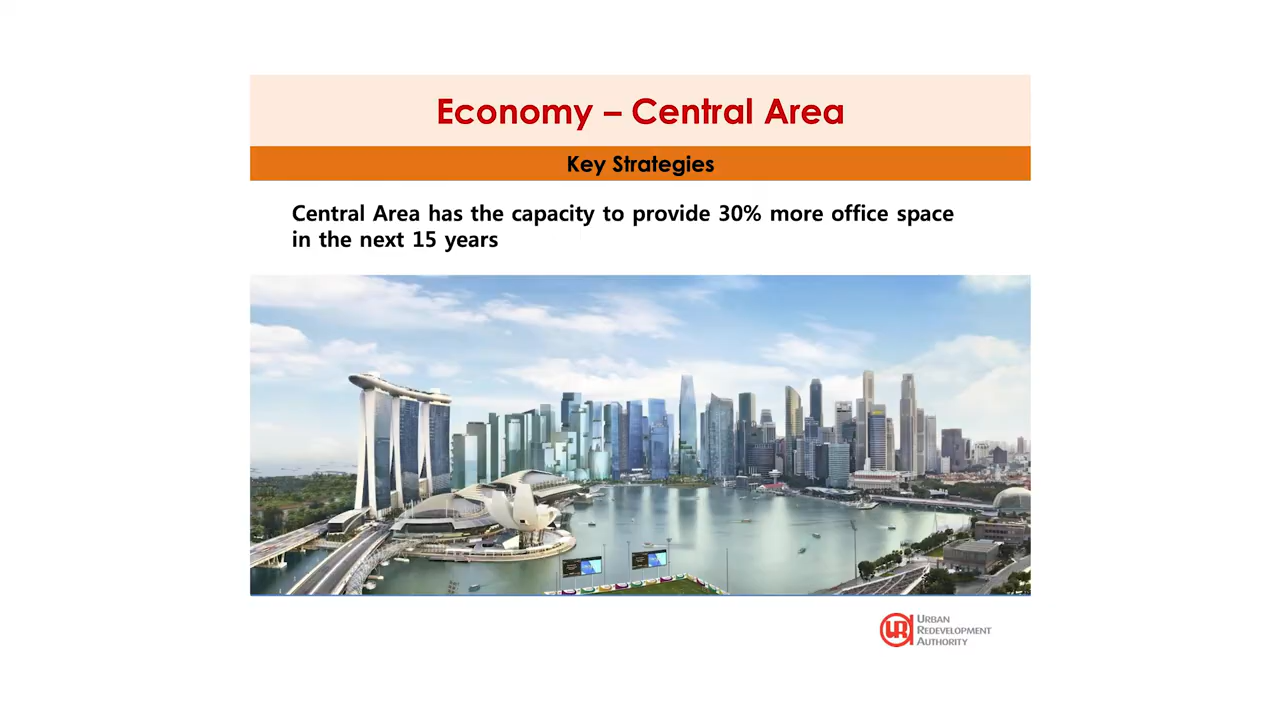 Economy – Central Area
Key Strategies
Central Area has the capacity to provide 30% more office space
in the next 15 years
URBAN
REDEVELOPMENT
AUTHORITY